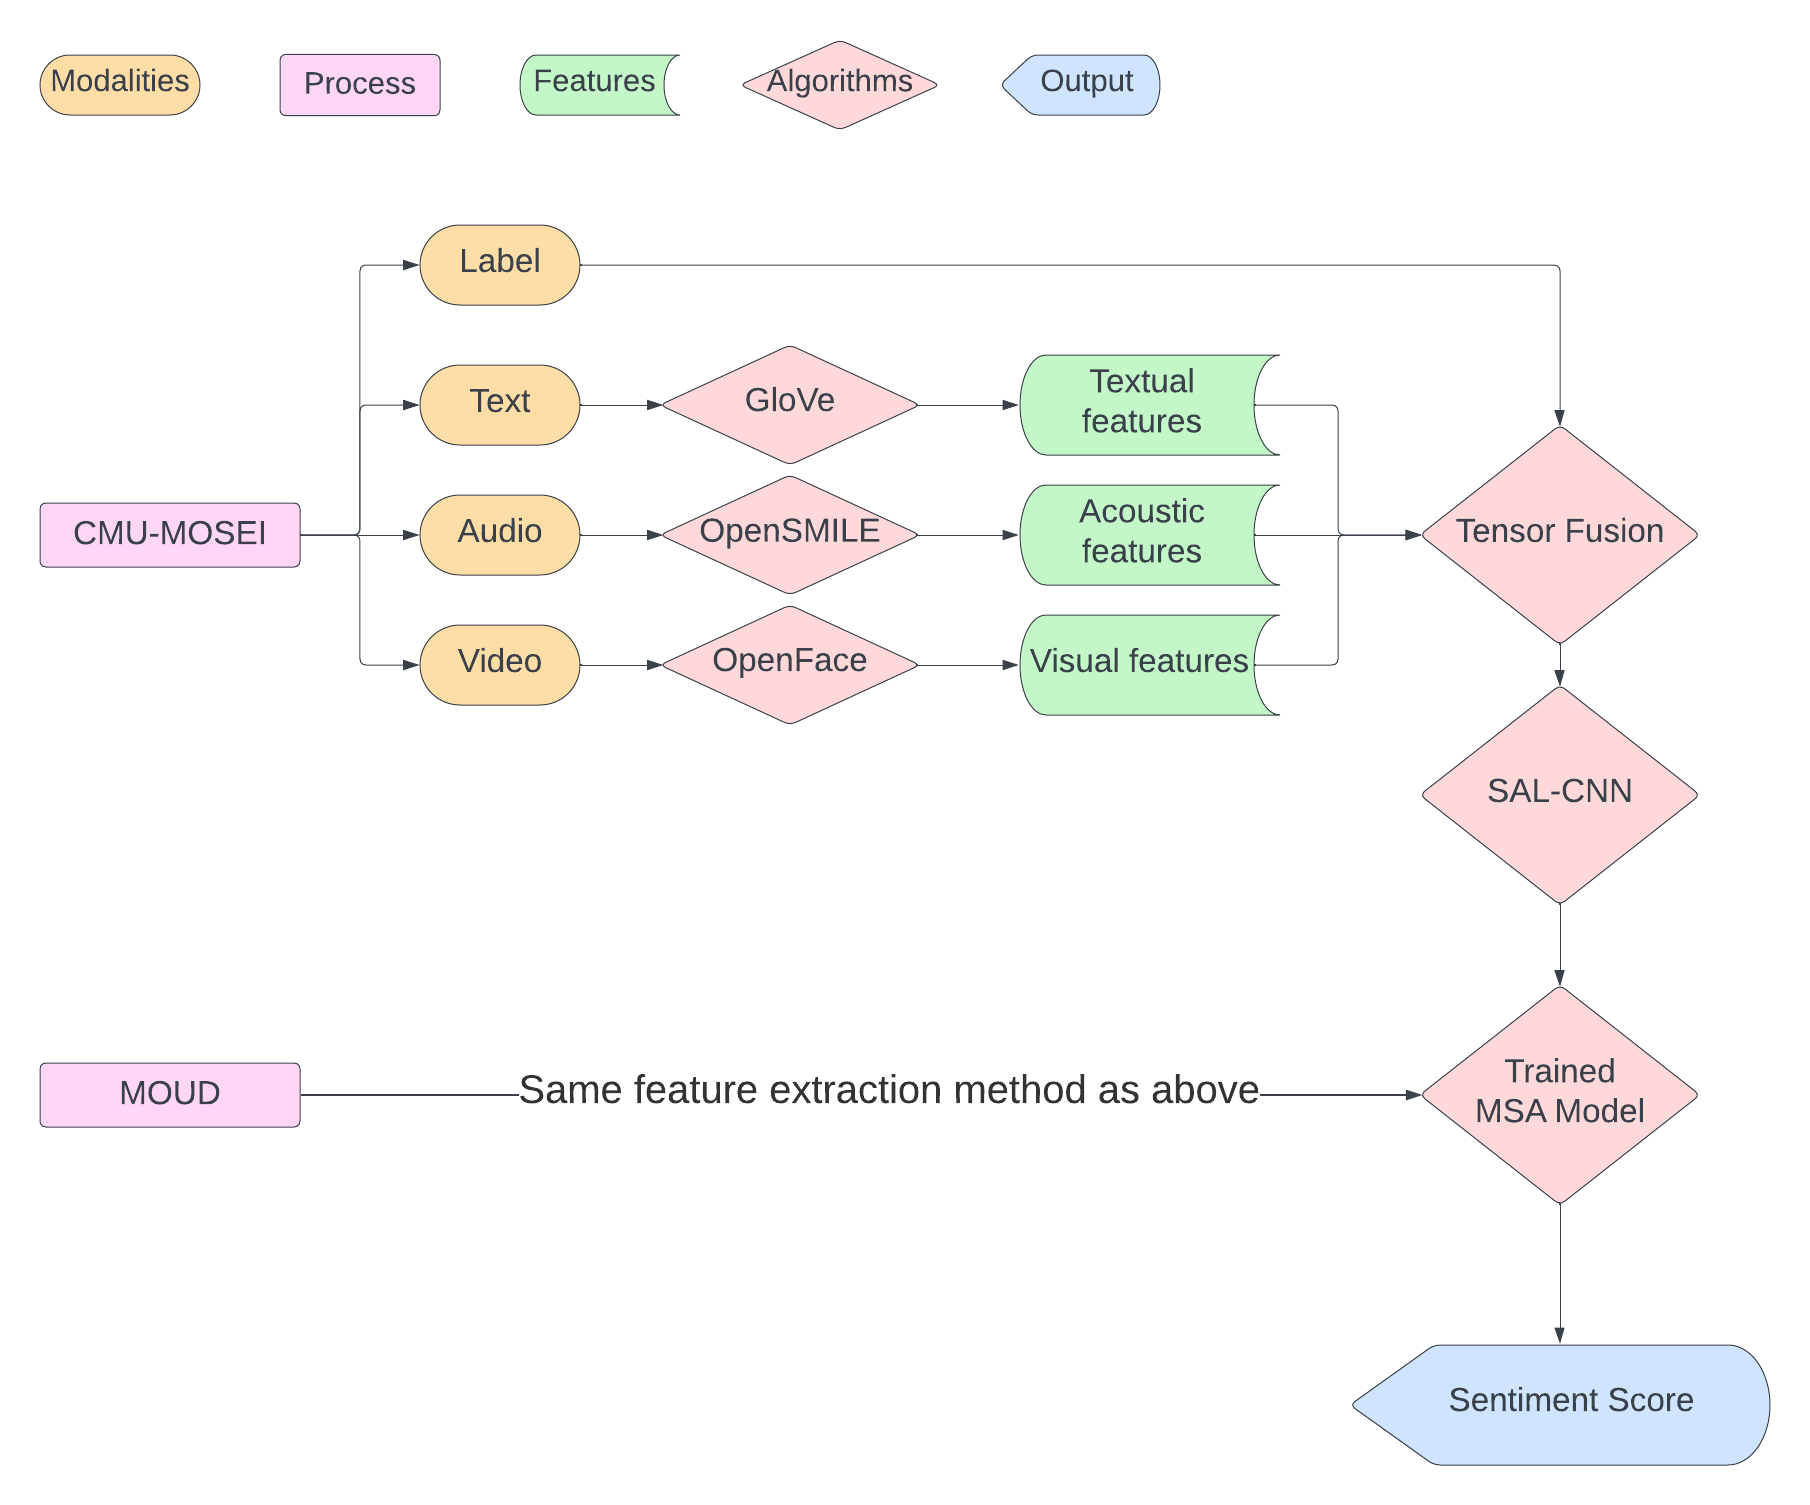 Modalities
Process
Features
Algorithms
Output
Label
Text
GloVe
Textual
features
CMU-MOSEI
Audio
OpenSMILE
Acoustic
features
Tensor Fusion
Video
OpenFace
Visual features
SAL-CNN
MOUD
Same feature extraction method as above
Trained
MSA Model
Sentiment Score